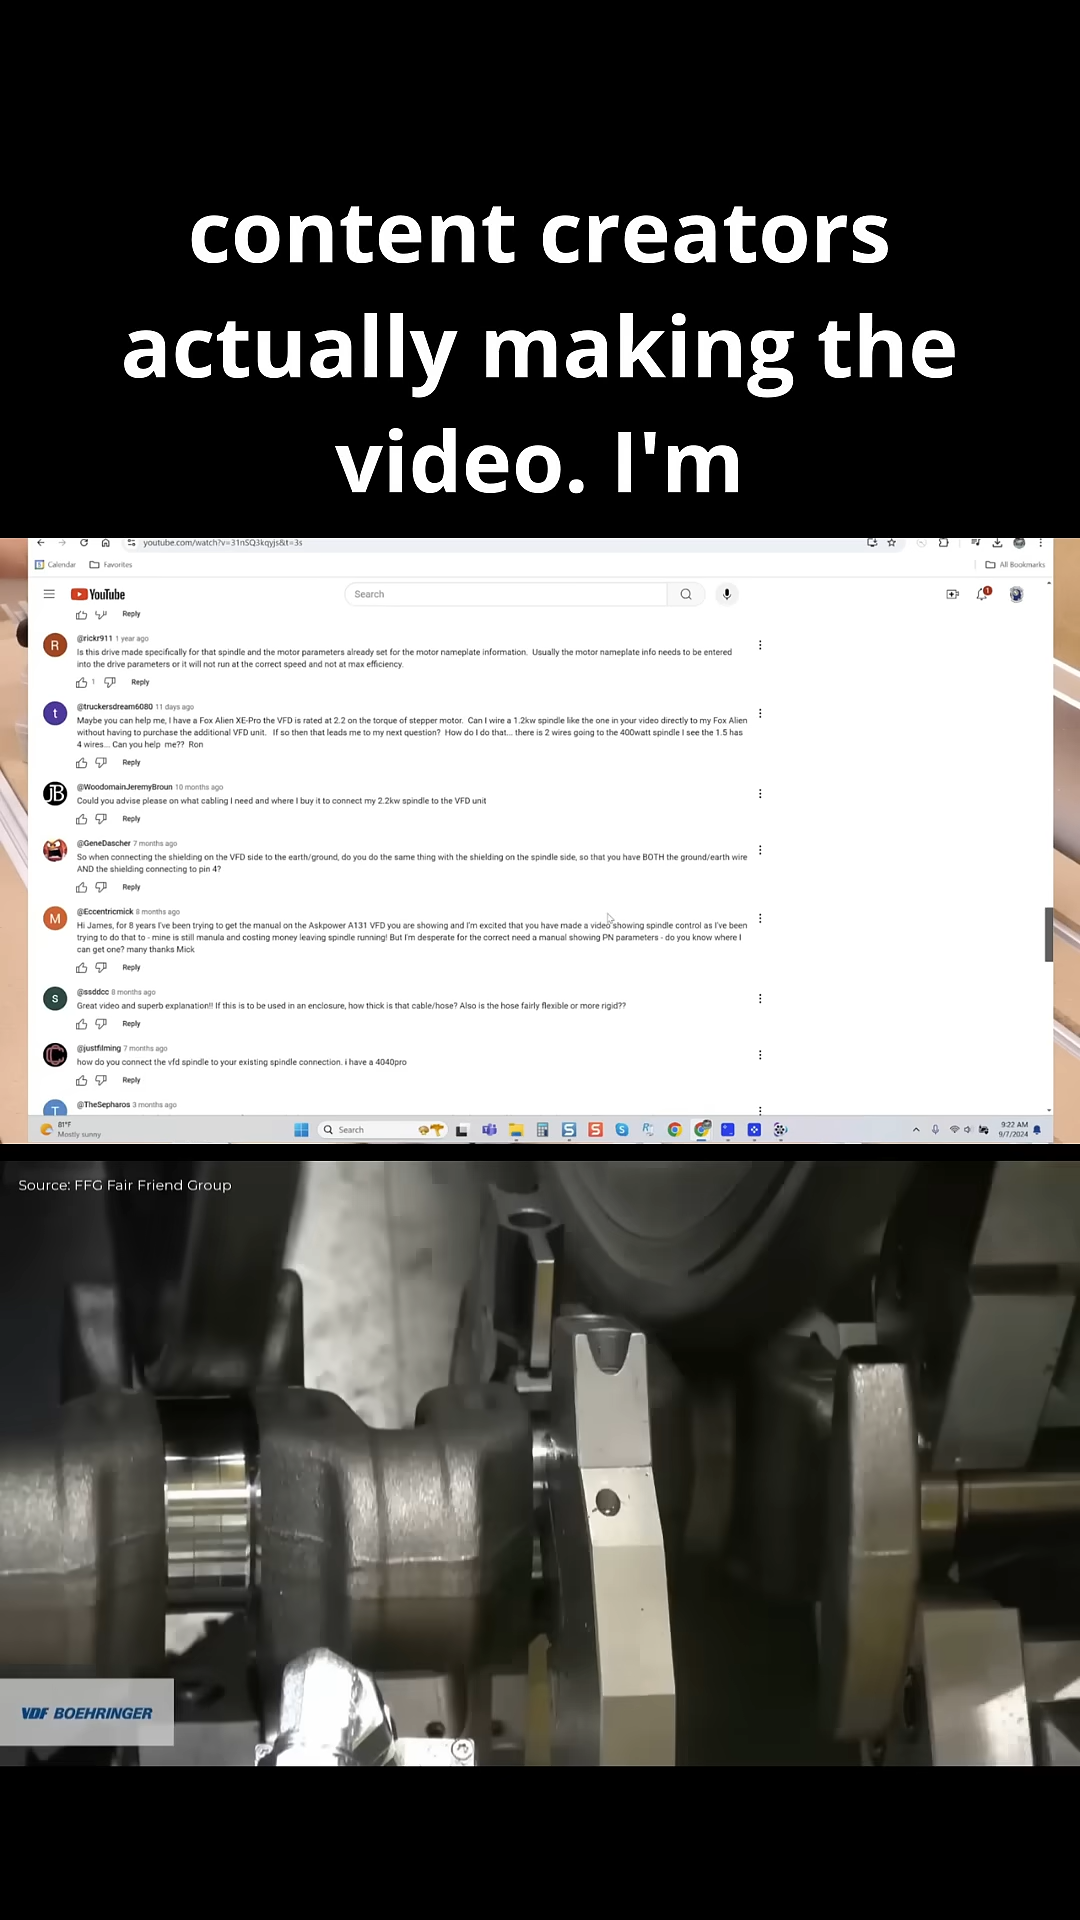 content creators
actually making the
video. I'm
youtube.com/watch?v=31nSQ3kqyjs&t=3s
Calendar
Favorites
All Bookmarks
YouTube
Search
1
Reply
R
@rickr911 1 year ago
Is this drive made specifically for that spindle and the motor parameters already set for the motor nameplate information. Usually the motor nameplate info needs to be entered
into the drive parameters or it will not run at the correct speed and not at max efficiency.
1 Reply
t
@truckersdream6080 11 days ago
Maybe you can help me, I have a Fox Alien XE-Pro the VFD is rated at 2.2 on the torque of stepper motor. Can I wire a 1.2kw spindle like the one in your video directly to my Fox Alien
without having to purchase the additional VFD unit. If so then that leads me to my next question? How do I do that... there is 2 wires going to the 400watt spindle I see the 1.5 has
4 wires... Can you help me?? Ron
Reply
JB
@WoodomainJeremyBroun 10 months ago
Could you advise please on what cabling I need and where I buy it to connect my 2.2kw spindle to the VFD unit
Reply
@GeneDascher 7 months ago
So when connecting the shielding on the VFD side to the earth/ground, do you do the same thing with the shielding on the spindle side, so that you have BOTH the ground/earth wire
AND the shielding connecting to pin 4?
Reply
M
@Eccentricmick 8 months ago
Hi James, for 8 years I've been trying to get the manual on the Askpower A131 VFD you are showing and I'm excited that you have made a video showing spindle control as I've been
trying to do that to - mine is still manula and costing money leaving spindle running! But I'm desperate for the correct need a manual showing PN parameters - do you know where I
can get one? many thanks Mick
Reply
s
@ssddcc 8 months ago
Great video and superb explanation!! If this is to be used in an enclosure, how thick is that cable/hose? Also is the hose fairly flexible or more rigid??
Reply
@justfilming 7 months ago
how do you connect the vfd spindle to your existing spindle connection. i have a 4040pro
Reply
T
@TheSepharos 3 months ago
81°F
Mostly sunny
Search
9:22 AM
9/7/2024
Source: FFG Fair Friend Group
VDF BOEHRINGER